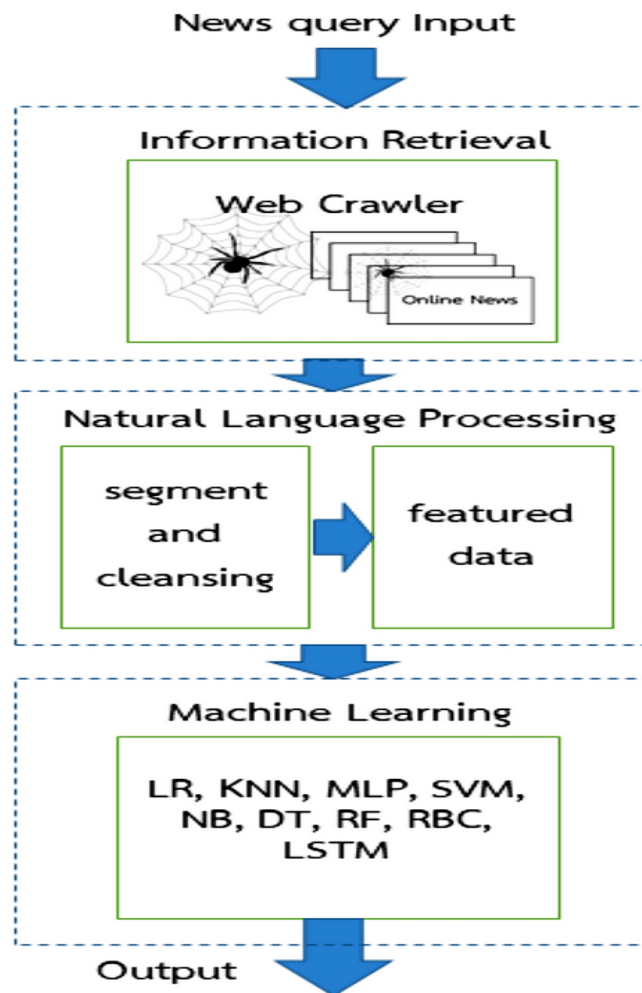 News query Input
Information Retrieval
Web Crawler
Online News
Natural Language Processing
segment
and
cleansing
featured
data
Machine Learning
LR, KNN, MLP, SVM,
NB, DT, RF, RBC,
LSTM
Output